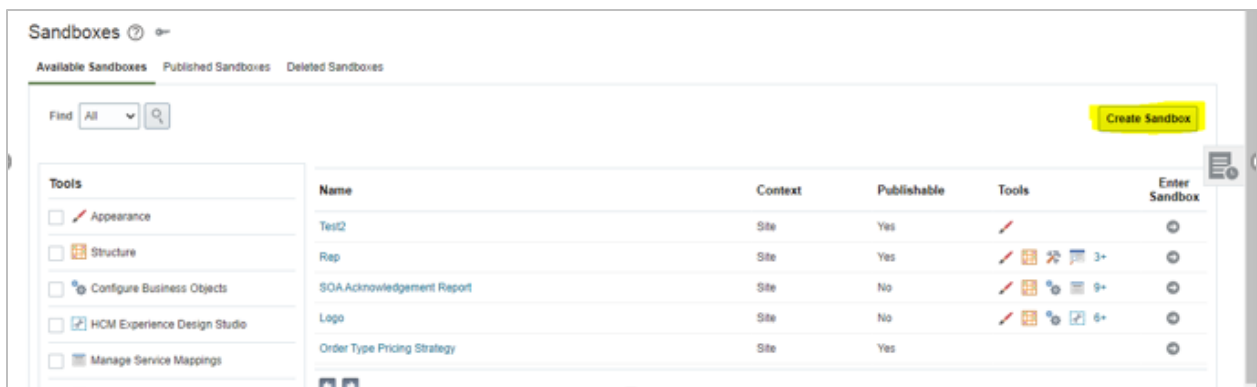 Sandboxes
Available Sandboxes Published Sandboxes Deleted Sandboxes
Find All
Create Sandbox
Tools
Appearance
Structure
Configure Business Objects
HCM Experience Design Studio
Manage Service Mappings
Name Context Publishable Tools Enter Sandbox
Test2 Site Yes
Rep Site Yes 3+
SOA Acknowledgement Report Site No 9+
Logo Site No 6+
Order Type Pricing Strategy Site Yes